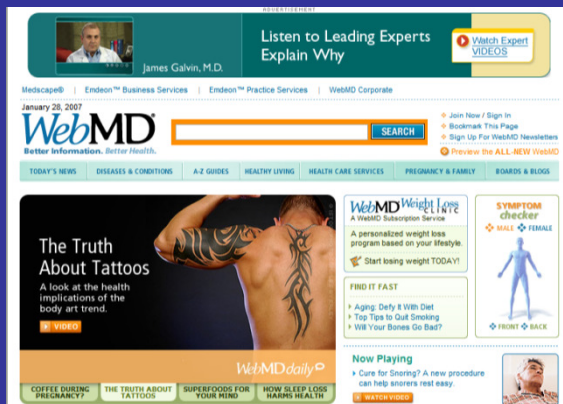 ADVERTISEMENT
James Galvin, M.D.
Listen to Leading Experts
Explain Why
Watch Expert
VIDEOS
Medscape® | Emdeon™ Business Services | Emdeon™ Practice Services | WebMD Corporate
January 28, 2007
WebMD®
Better Information. Better Health.
SEARCH
Join Now / Sign In
Bookmark This Page
Sign Up For WebMD Newsletters
Preview the ALL-NEW WebMD
TODAY'S NEWS DISEASES & CONDITIONS A-Z GUIDES HEALTHY LIVING HEALTH CARE SERVICES PREGNANCY & FAMILY BOARDS & BLOGS
The Truth
About Tattoos
A look at the health
implications of the
body art trend.
VIDEO
WebMD daily
COFFEE DURING
PREGNANCY?
THE TRUTH ABOUT
TATTOOS
SUPERFOODS FOR
YOUR MIND
HOW SLEEP LOSS
HARMS HEALTH
WebMD Weight Loss
CLINIC
A WebMD Subscription Service
A personalized weight loss
program based on your lifestyle.
Start losing weight TODAY!
FIND IT FAST
Aging: Defy It With Diet
Top Tips to Quit Smoking
Will Your Bones Go Bad?
SYMPTOM
checker
MALE FEMALE
FRONT BACK
Now Playing
Cure for Snoring? A new procedure
can help snorers rest easy.
WATCH VIDEO